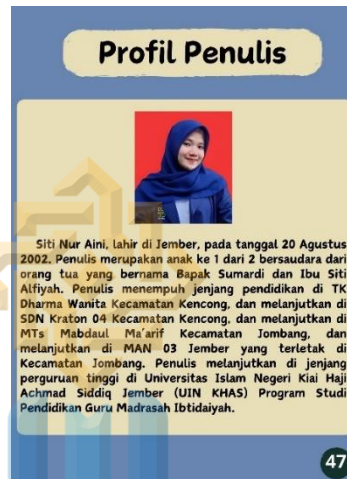 Profil Penulis
Siti Nur Aini, lahir di Jember, pada tanggal 20 Agustus
2002. Penulis merupakan anak ke 1 dari 2 bersaudara dari
orang tua yang bernama Bapak Sumardi dan Ibu Siti
Alfiyah. Penulis menempuh jenjang pendidikan di TK
Dharma Wanita Kecamatan Kencong, dan melanjutkan di
SDN Kraton 04 Kecamatan Kencong, dan melanjutkan di
MTs Mabdaul Ma'arif Kecamatan Jombang, dan
melanjutkan di MAN 03 Jember yang terletak di
Kecamatan Jombang. Penulis melanjutkan di jenjang
perguruan tinggi di Universitas Islam Negeri Kiai Haji
Achmad Siddiq Jember (UIN KHAS) Program Studi
Pendidikan Guru Madrasah Ibtidaiyah.
47